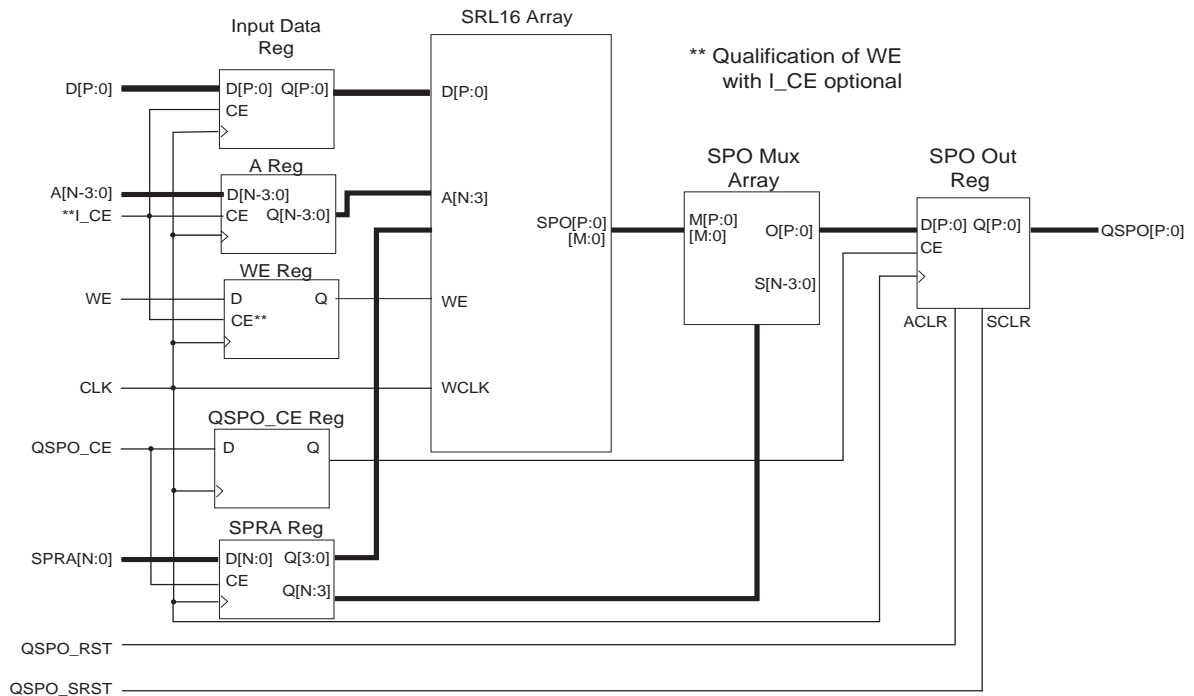 SRL16 Array
Input Data
Reg
** Qualification of WE
with I_CE optional
D[P:0]
D[P:0] Q[P:0]
CE
D[P:0]
A Reg
A[N-3:0]
D[N-3:0]
**I_CE
CE Q[N-3:0]
A[N:3]
SPO[P:0]
[M:0]
SPO Mux
Array
M[P:0]
[M:0]
O[P:0]
S[N-3:0]
SPO Out
Reg
D[P:0] Q[P:0]
CE
QSPO[P:0]
ACLR
SCLR
WE Reg
WE
D Q
CE**
WE
CLK
WCLK
QSPO_CE Reg
QSPO_CE
D Q
SPRA Reg
SPRA[N:0]
D[N:0] Q[3:0]
CE
Q[N:3]
QSPO_RST
QSPO_SRST